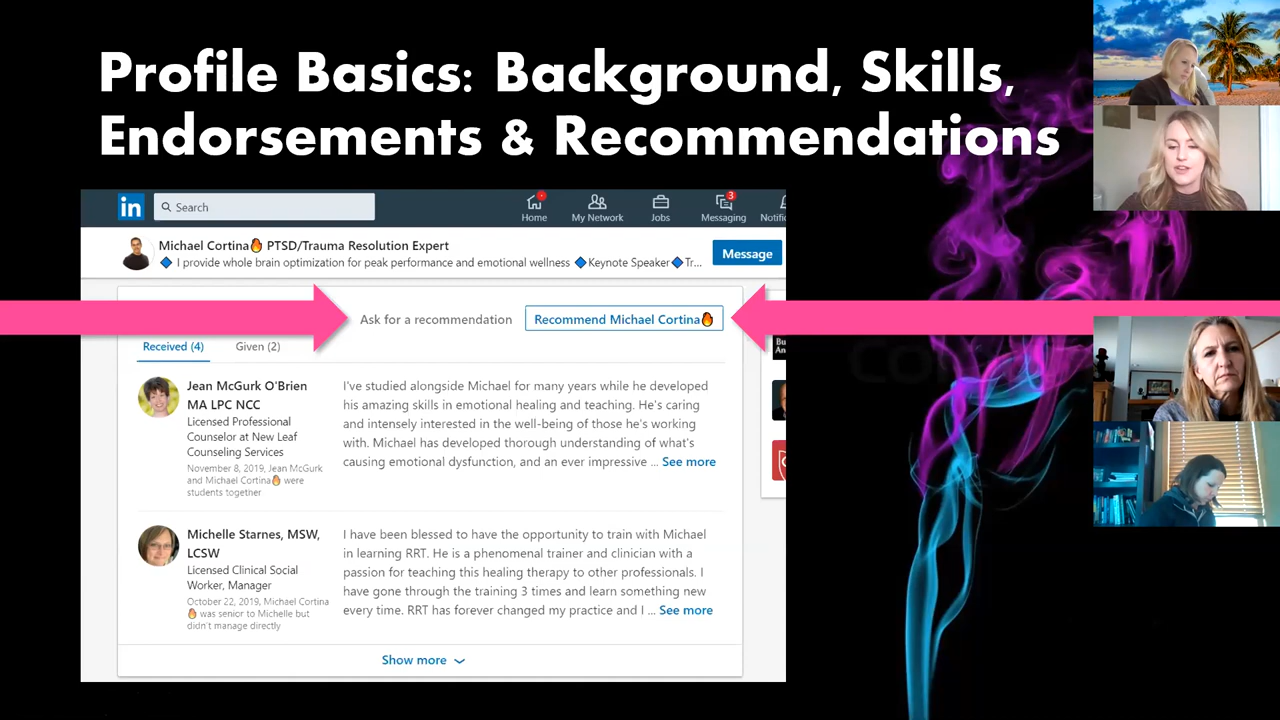 Profile Basics: Background, Skills,
Endorsements & Recommendations
in
Search
Home
My Network
Jobs
3
Messaging
Michael Cortina🔥 PTSD/Trauma Resolution Expert
🔷 I provide whole brain optimization for peak performance and emotional wellness 🔷Keynote Speaker🔷Tr...
Message
Ask for a recommendation
Recommend Michael Cortina🔥
Received (4)
Given (2)
Jean McGurk O'Brien
MA LPC NCC
Licensed Professional
Counselor at New Leaf
Counseling Services
November 8, 2019, Jean McGurk
and Michael Cortina🔥 were
students together
I've studied alongside Michael for many years while he developed
his amazing skills in emotional healing and teaching. He's caring
and intensely interested in the well-being of those he's working
with. Michael has developed thorough understanding of what's
causing emotional dysfunction, and an ever impressive ... See more
Michelle Starnes, MSW,
LCSW
Licensed Clinical Social
Worker, Manager
October 22, 2019, Michael Cortina
🔥 was senior to Michelle but
didn't manage directly
I have been blessed to have the opportunity to train with Michael
in learning RRT. He is a phenomenal trainer and clinician with a
passion for teaching this healing therapy to other professionals. I
have gone through the training 3 times and learn something new
every time. RRT has forever changed my practice and I ... See more
Show more